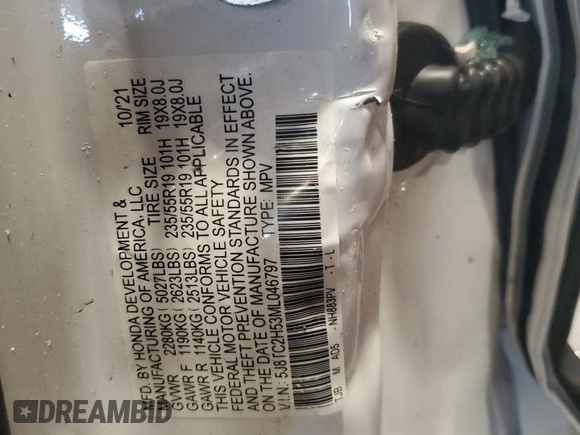 MFD. BY HONDA DEVELOPMENT & 10/'21
MANUFACTURING OF AMERICA, LLC
TIRE SIZE RIM SIZE
GVWR 2280KG ( 5027LBS) 235/55R19 101H 19X8.0J
GAWR F 1190KG ( 2623LBS) 235/55R19 101H 19X8.0J
GAWR R 1140KG ( 2513LBS)
THIS VEHICLE CONFORMS TO ALL APPLICABLE
FEDERAL MOTOR VEHICLE SAFETY
AND THEFT PREVENTION STANDARDS IN EFFECT
ON THE DATE OF MANUFACTURE SHOWN ABOVE.
V.I.N.: 5J8TC2H53ML046797 TYPE: MPV
TJB M AD5 - NH883PV -T -L
DREAMBID